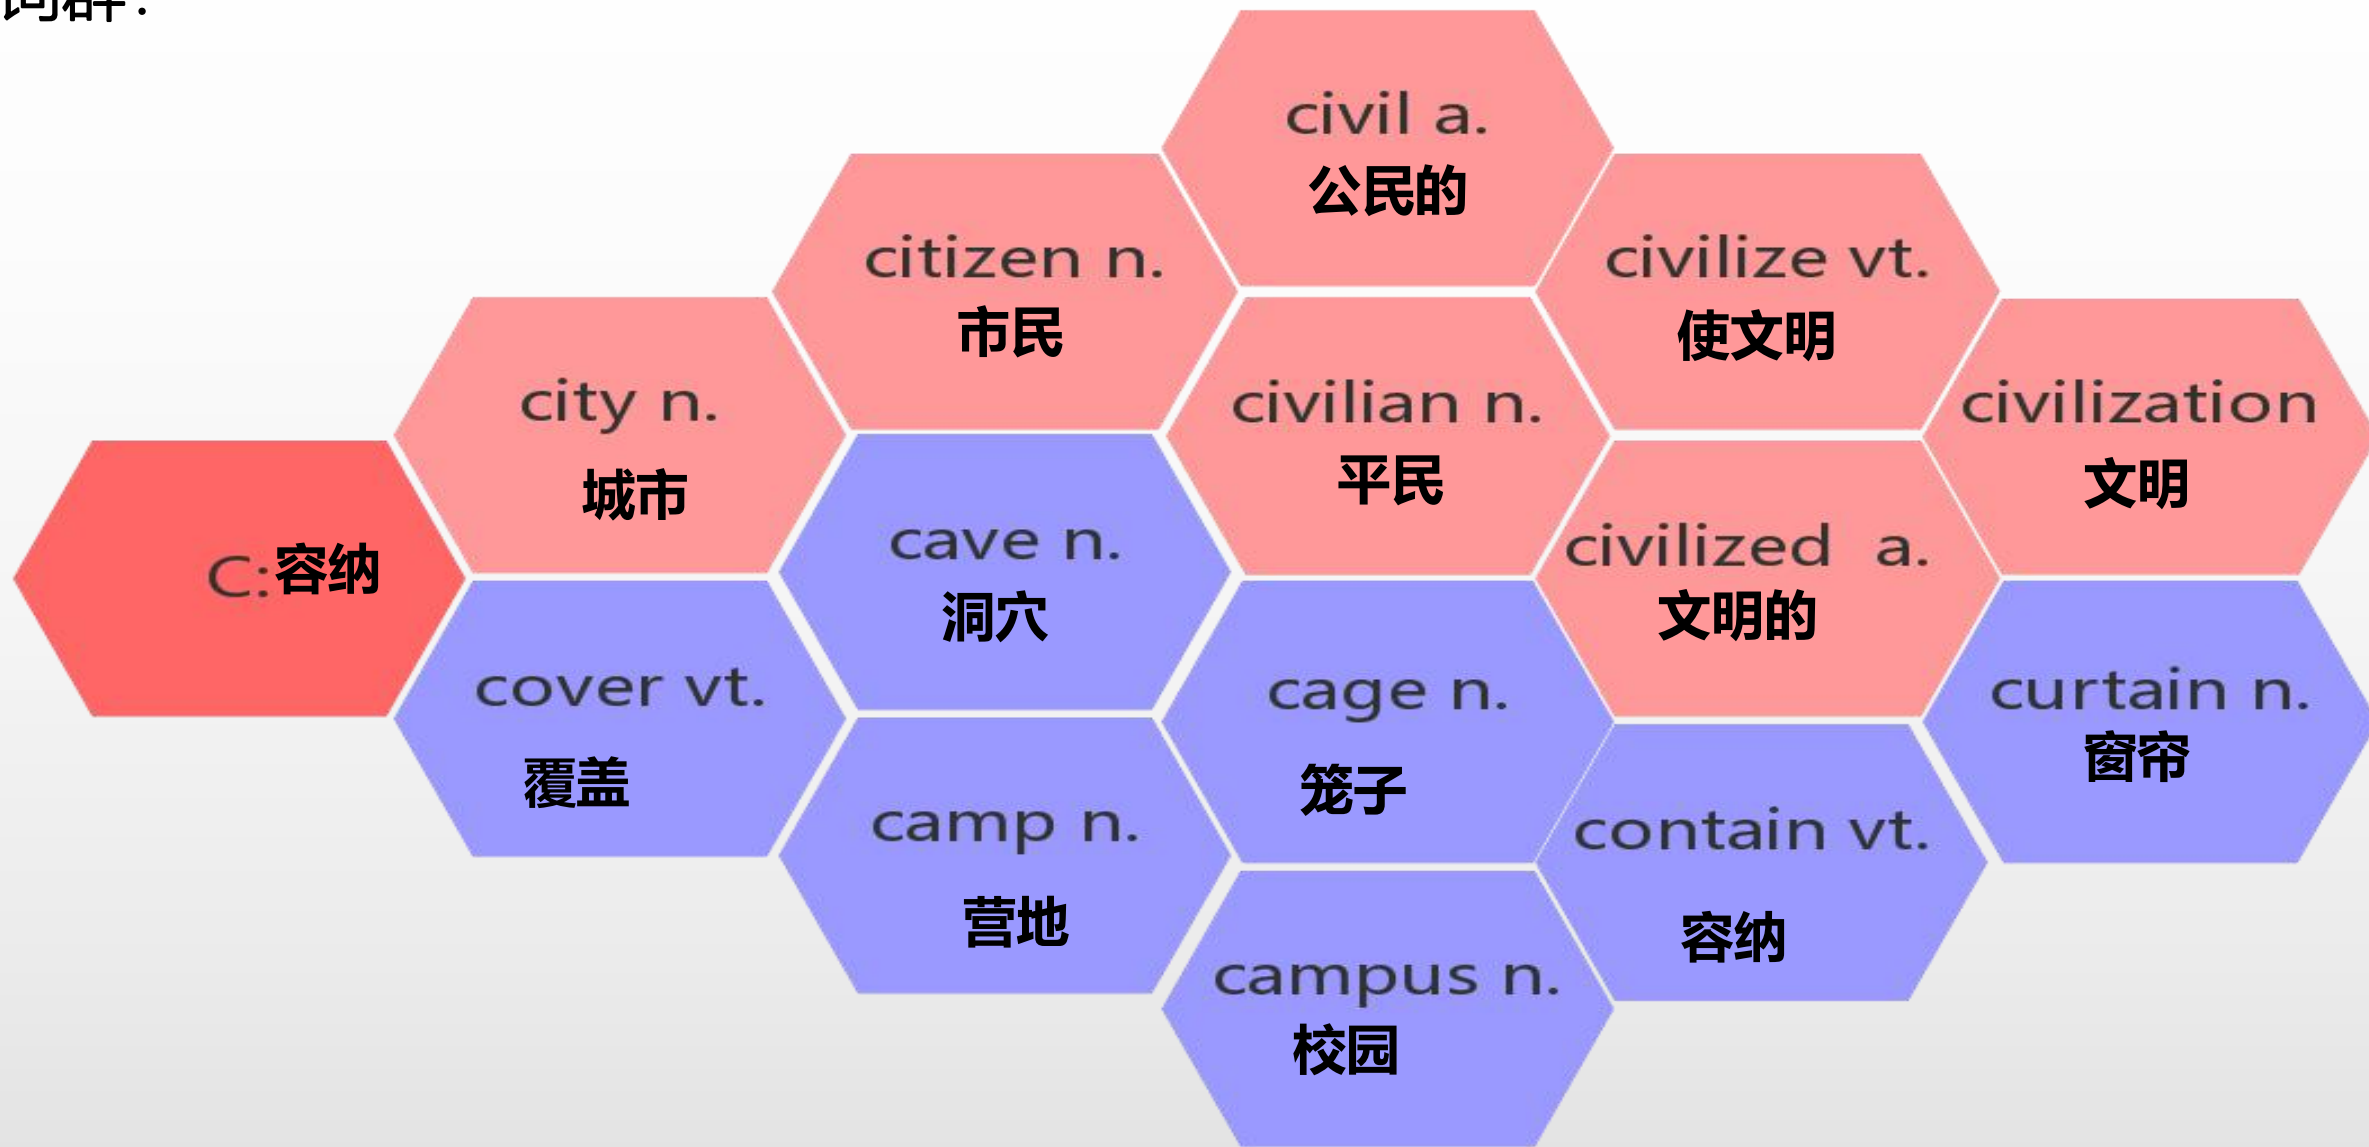 词群：
civil a.
公民的
citizen n.
市民
civilize vt.
使文明
city n.
城市
civilian n.
平民
civilization
文明
C:容纳
cave n.
洞穴
civilized a.
文明的
cover vt.
覆盖
cage n.
笼子
curtain n.
窗帘
camp n.
营地
contain vt.
容纳
campus n.
校园